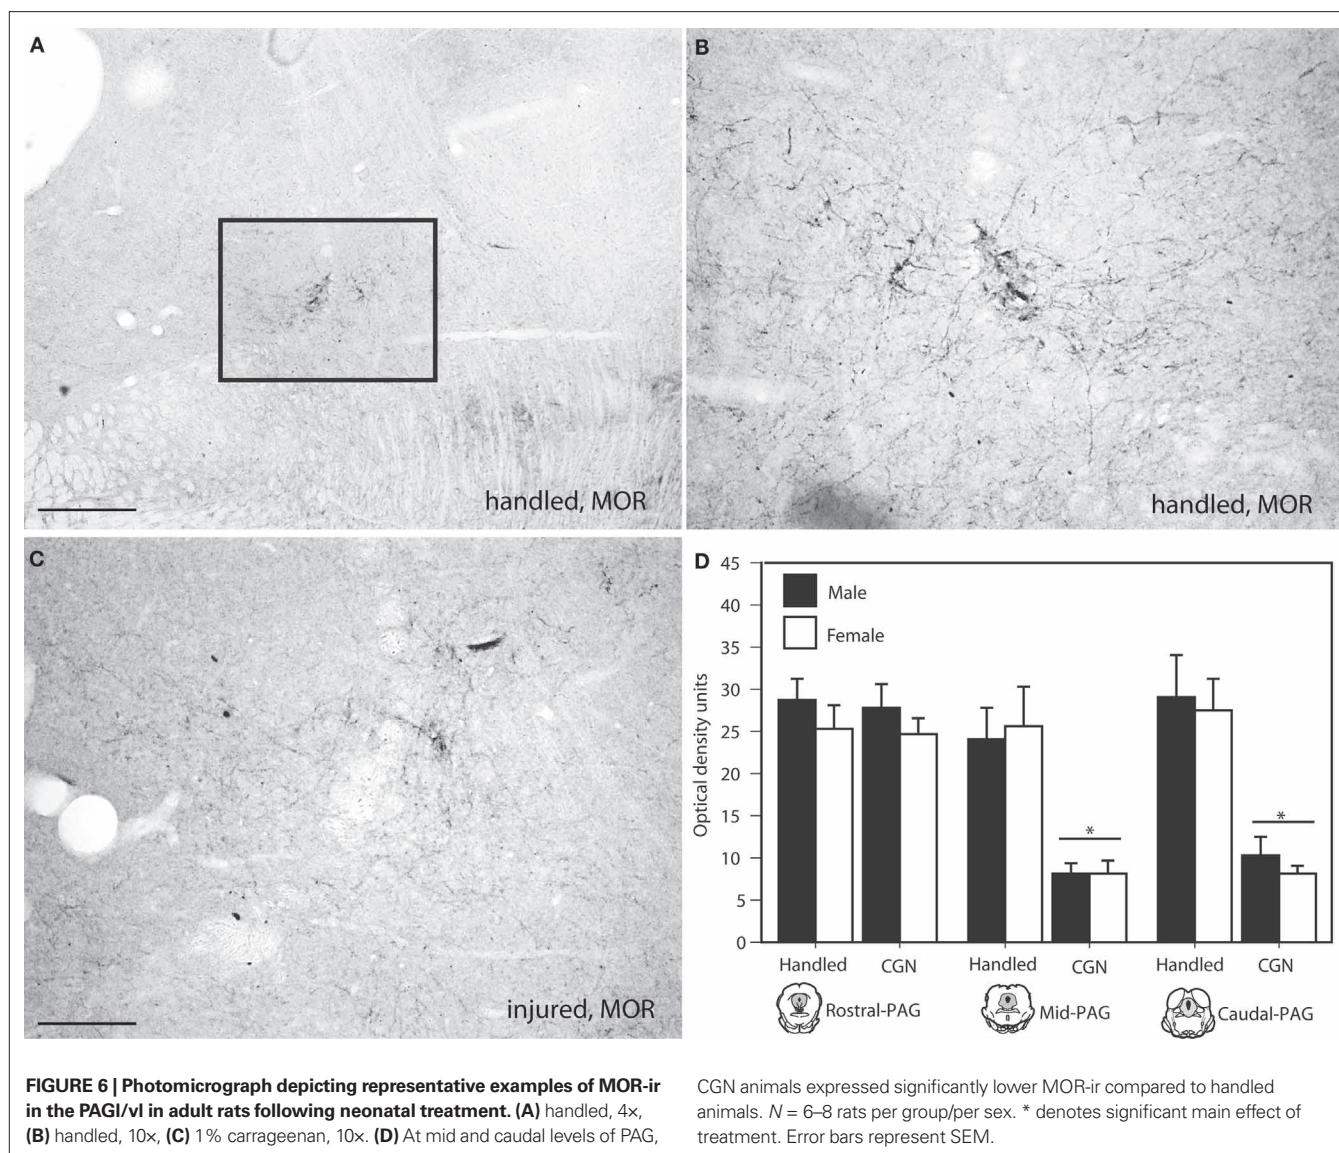 A
handled, MOR
B
handled, MOR
C
injured, MOR
D
45
40
35
30
25
20
15
10
5
0
Optical density units
Male
Female
*
*
Handled
CGN
Handled
CGN
Handled
CGN
Rostral-PAG
Mid-PAG
Caudal-PAG
FIGURE 6 | Photomicrograph depicting representative examples of MOR-ir
in the PAGl/vl in adult rats following neonatal treatment. (A) handled, 4×,
(B) handled, 10×, (C) 1% carrageenan, 10×. (D) At mid and caudal levels of PAG,
CGN animals expressed significantly lower MOR-ir compared to handled
animals. N = 6–8 rats per group/per sex. * denotes significant main effect of
treatment. Error bars represent SEM.